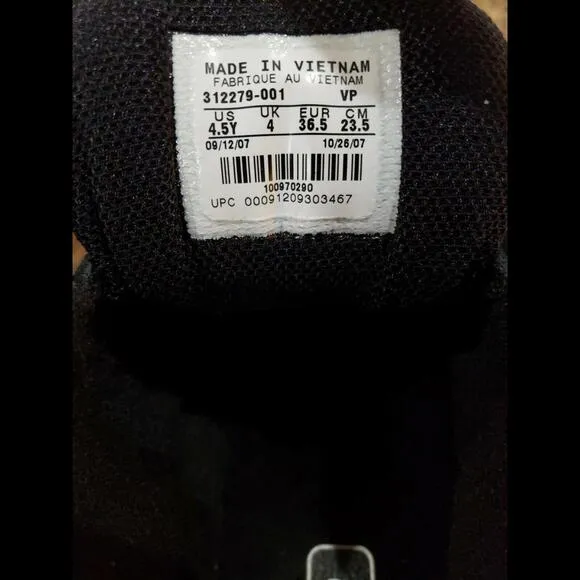 MADE IN VIETNAM
FABRIQUE AU VIETNAM
312279-001 VP
US UK EUR CM
4.5Y 4 36.5 23.5
09/12/07 10/26/07
100970290
UPC 00091209303467